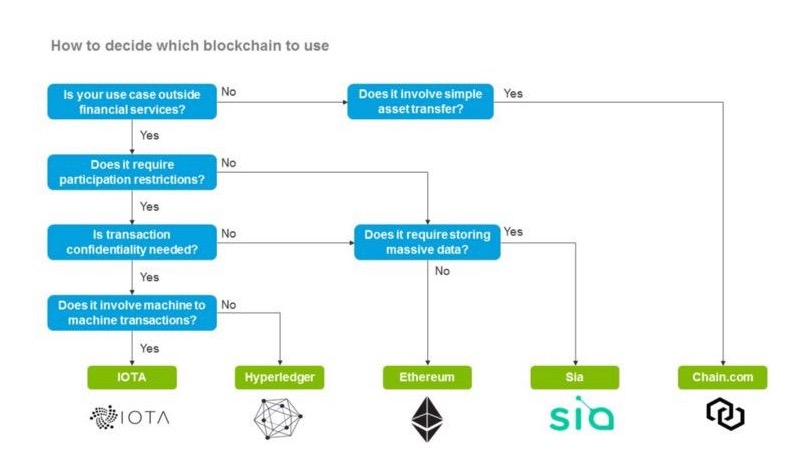 How to decide which blockchain to use
Is your use case outside
financial services?
No
Does it involve simple
asset transfer?
Yes
Yes
Does it require
participation restrictions?
No
Yes
Is transaction
confidentiality needed?
No
Does it require storing
massive data?
Yes
Yes
No
Does it involve machine to
machine transactions?
No
Yes
IOTA
Hyperledger
Ethereum
Sia
Chain.com
IOTA
sia